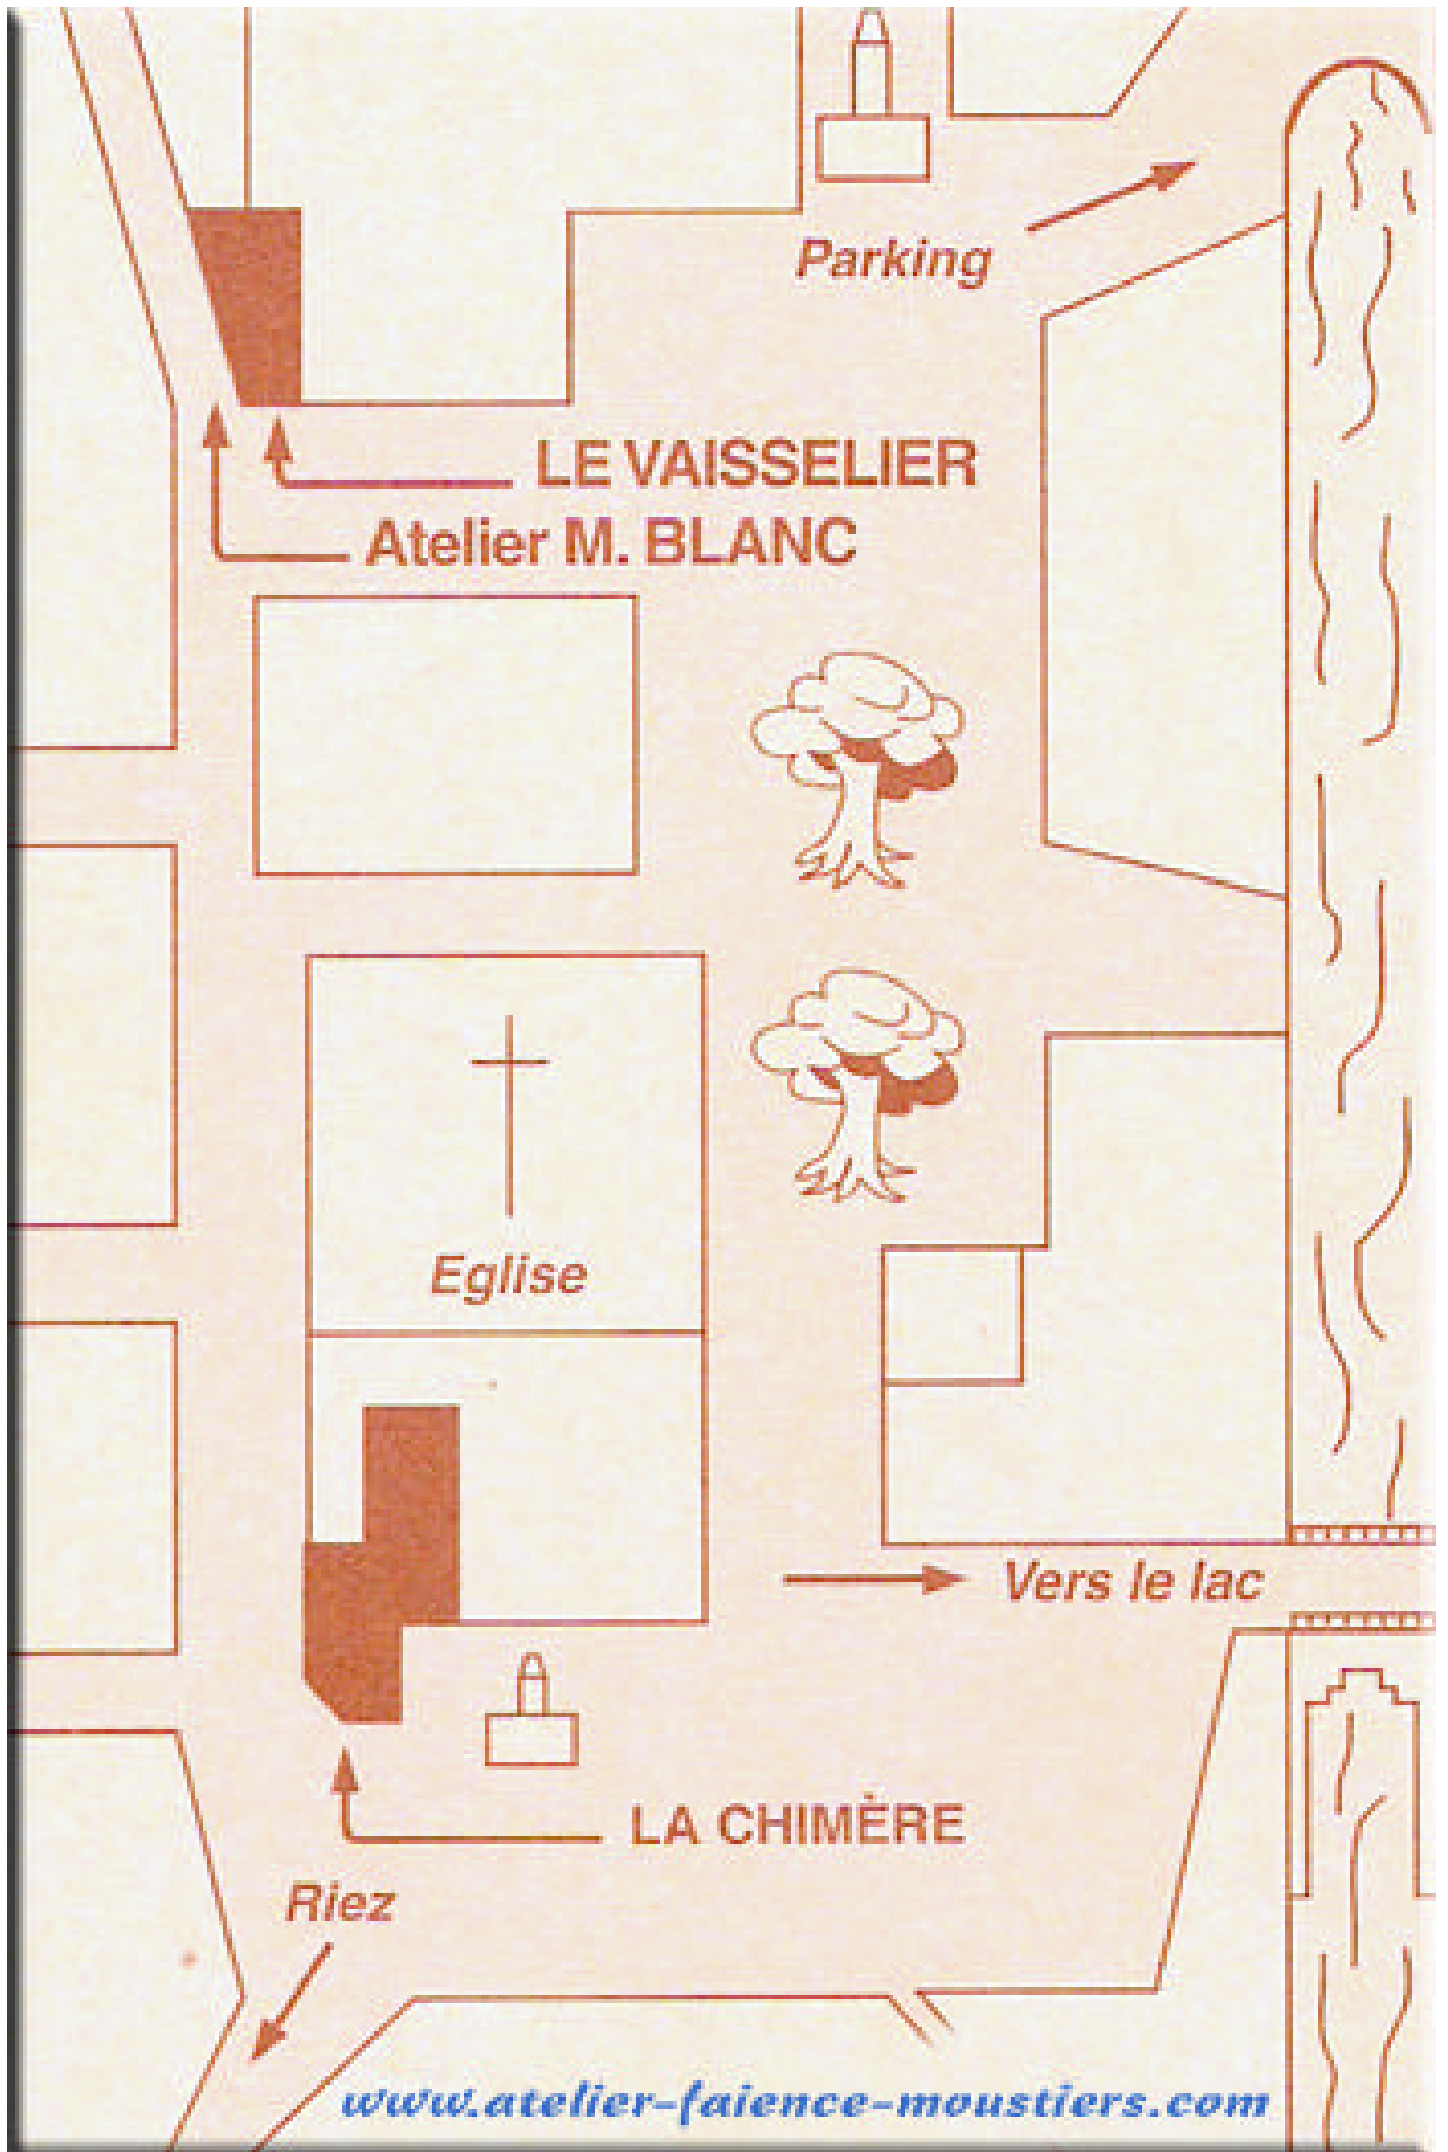 Parking
LE VAISSELIER
Atelier M. BLANC
Eglise
Vers le lac
LA CHIMÈRE
Riez
www.atelier-faience-moustiers.com